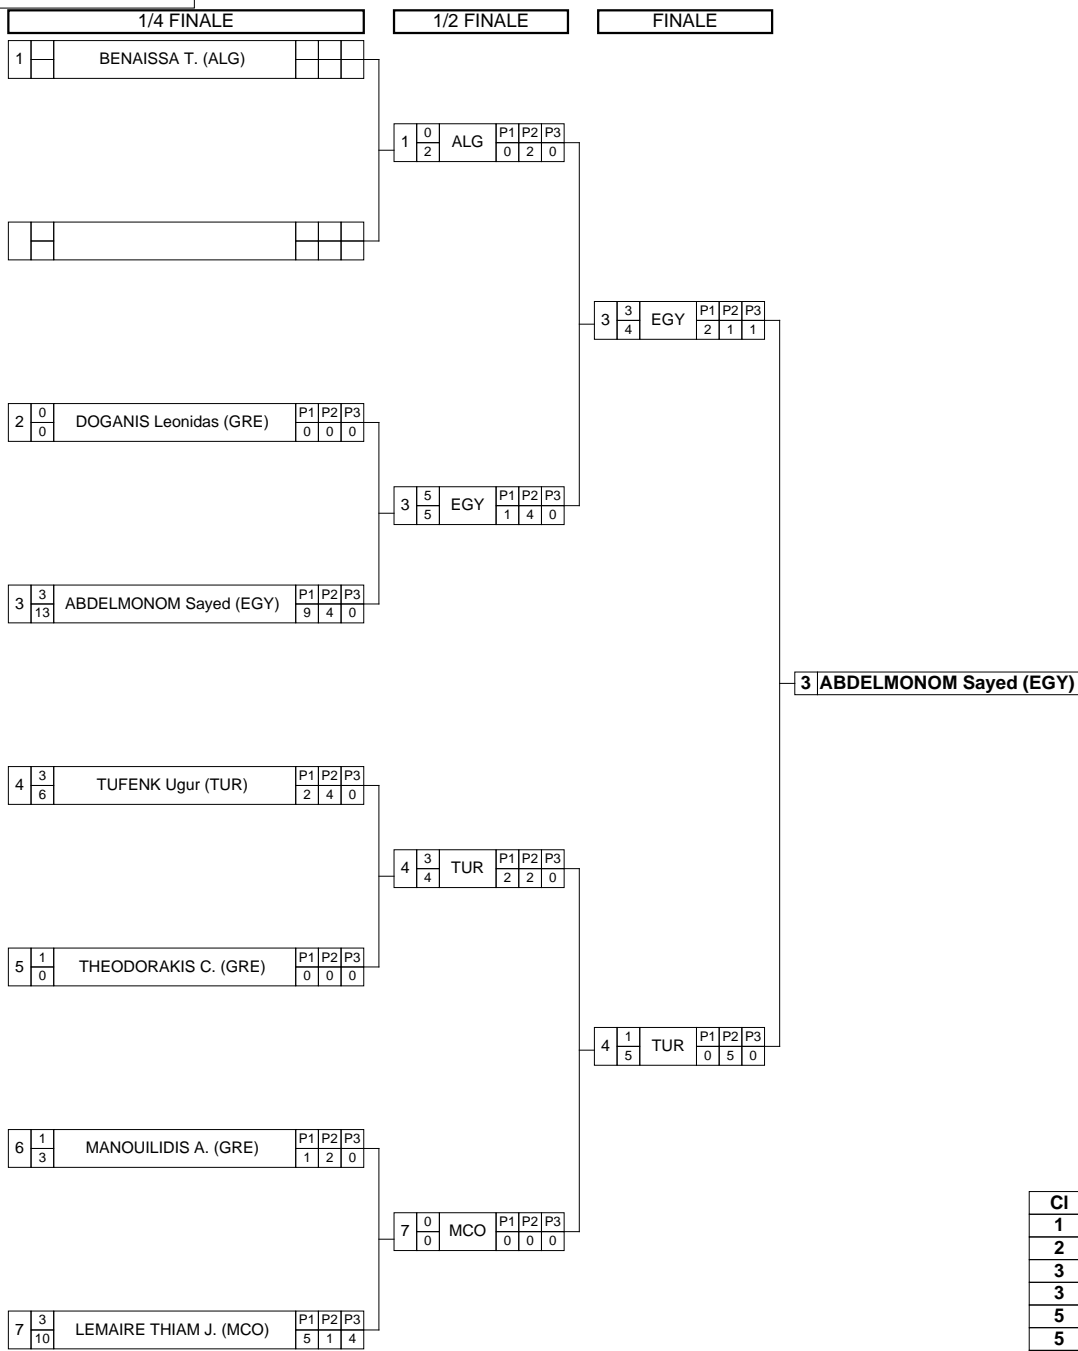 1/4 FINALE 1/2 FINALE FINALE
1 BENAISSA T. (ALG)
0 P1 P2 P3
1 ALG
2 0 2 0
3 P1 P2 P3
3 EGY
4 2 1 1
0 P1 P2 P3
2 DOGANIS Leonidas (GRE)
0 0 0 0
5 P1 P2 P3
3 EGY
5 1 4 0
3 P1 P2 P3
3 ABDELMONOM Sayed (EGY)
13 9 4 0
3 ABDELMONOM Sayed (EGY)
3 P1 P2 P3
4 TUFENK Ugur (TUR)
6 2 4 0
3 P1 P2 P3
4 TUR
4 2 2 0
1 P1 P2 P3
5 THEODORAKIS C. (GRE)
0 0 0 0
1 P1 P2 P3
4 TUR
5 0 5 0
1 P1 P2 P3
6 MANOUILIDIS A. (GRE)
3 1 2 0
0 P1 P2 P3
7 MCO
0 0 0 0
3 P1 P2 P3
7 LEMAIRE THIAM J. (MCO)
10 5 1 4
Cl
1
2
3
3
5
5